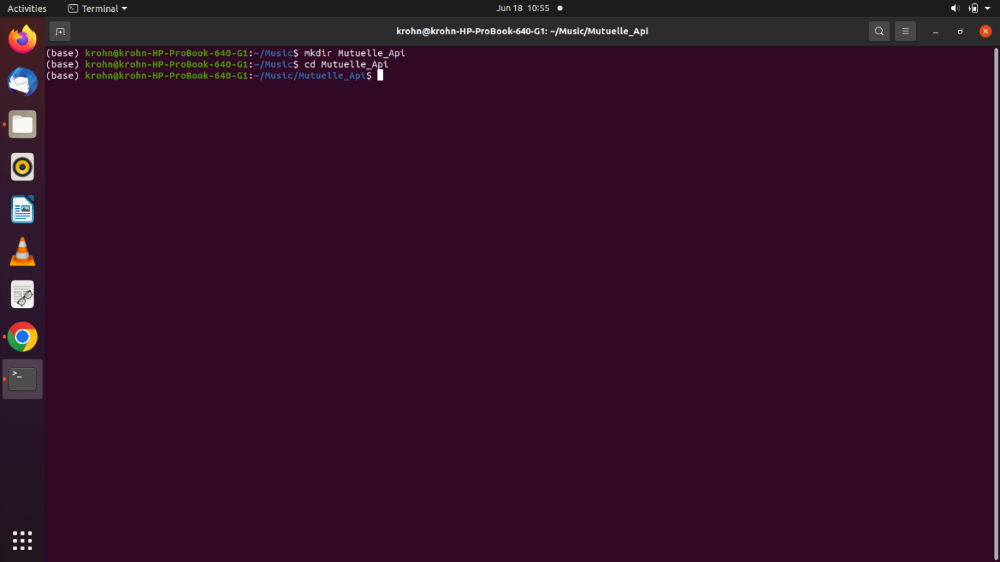 Activities
Terminal
Jun 18 10:55
krohn@krohn-HP-ProBook-640-G1: ~/Music/Mutuelle_Api
(base) krohn@krohn-HP-ProBook-640-G1:~/Music$ mkdir Mutuelle_Api
(base) krohn@krohn-HP-ProBook-640-G1:~/Music$ cd Mutuelle_Api
(base) krohn@krohn-HP-ProBook-640-G1:~/Music/Mutuelle_Api$
>_